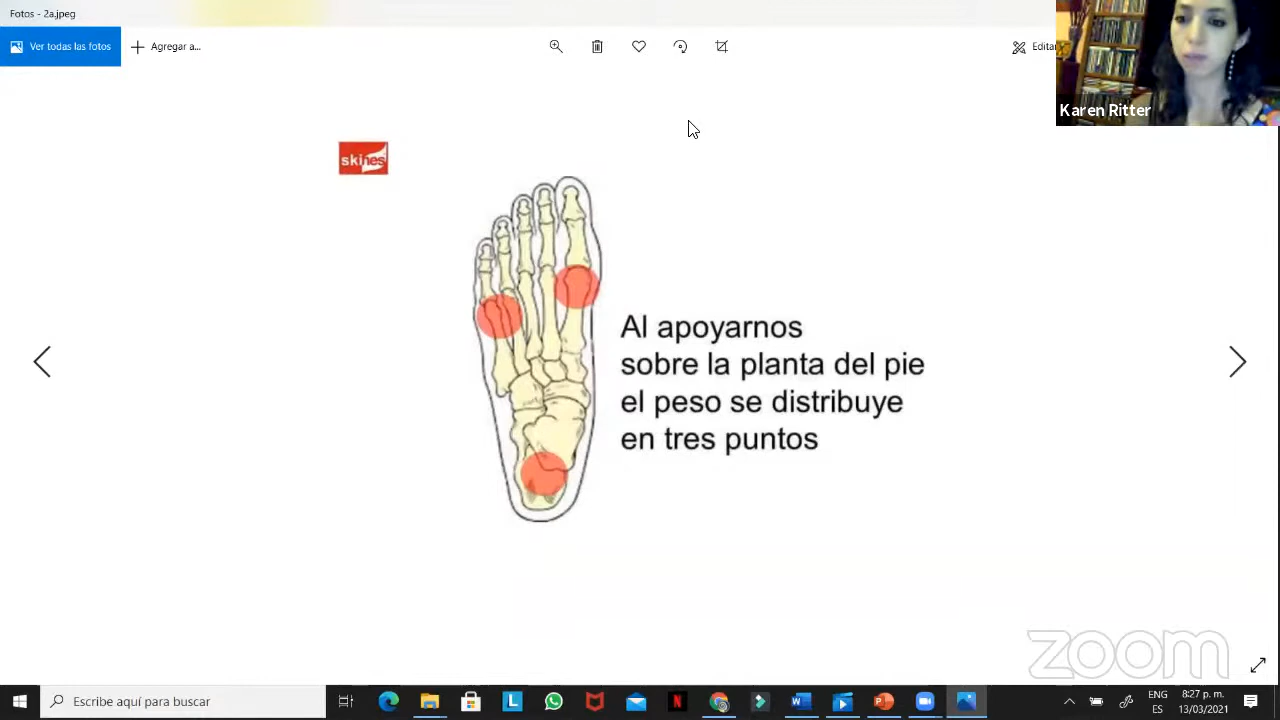 Fotos - 2a.jpeg
Ver todas las fotos
Agregar a...
Editar
Karen Ritter
skines
Al apoyarnos
sobre la planta del pie
el peso se distribuye
en tres puntos
zoom
Escribe aquí para buscar
ENG
ES
8:27 p. m.
13/03/2021